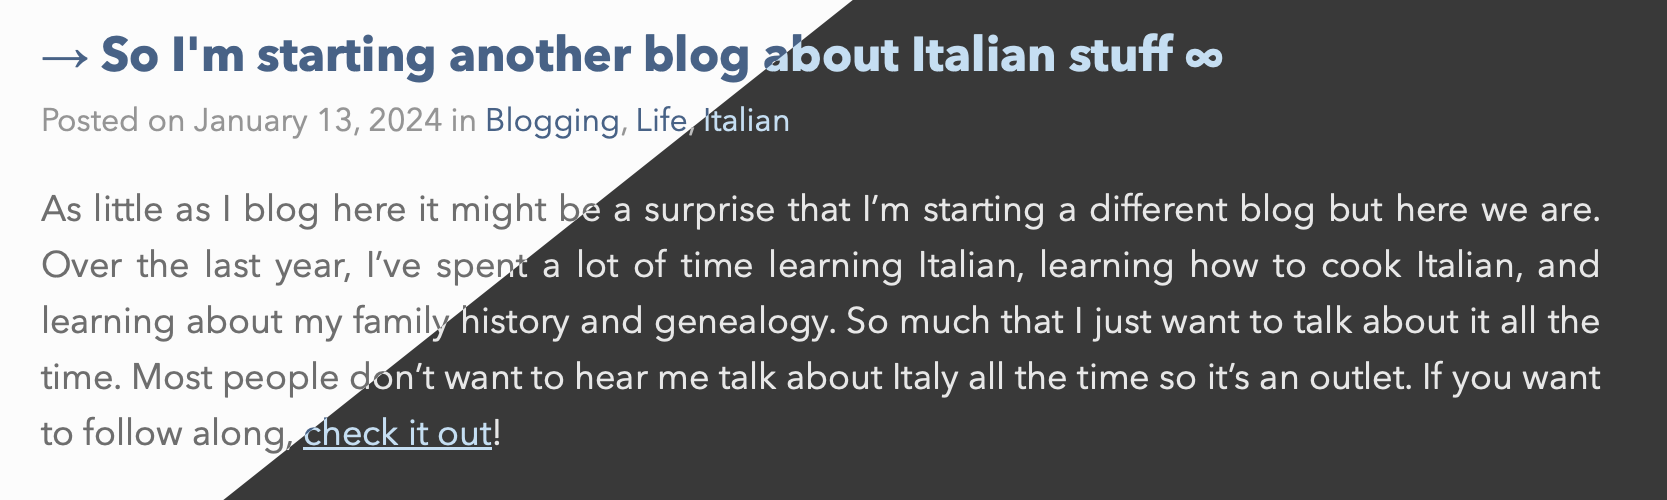 → So I'm starting another blog about Italian stuff ∞
Posted on January 13, 2024 in Blogging, Life, Italian
As little as I blog here it might be a surprise that I’m starting a different blog but here we are.
Over the last year, I’ve spent a lot of time learning Italian, learning how to cook Italian, and
learning about my family history and genealogy. So much that I just want to talk about it all the
time. Most people don’t want to hear me talk about Italy all the time so it’s an outlet. If you want
to follow along, check it out!